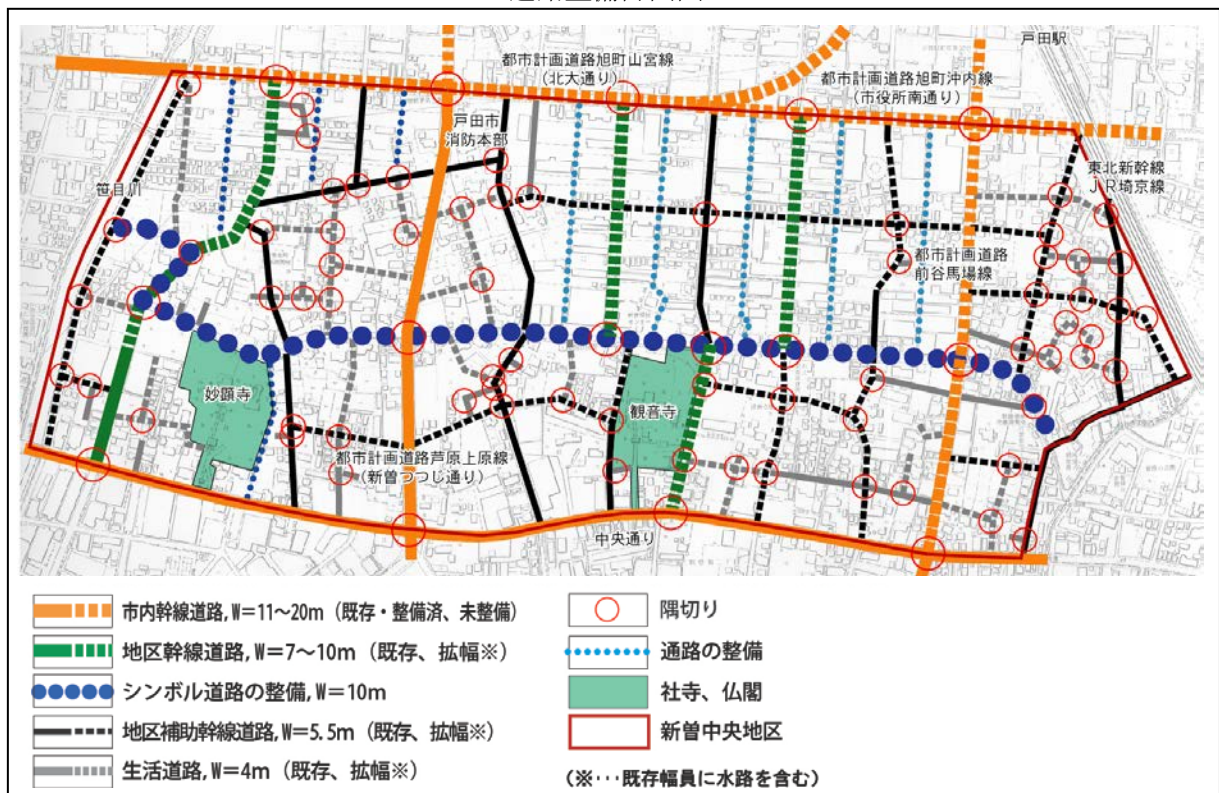 戸田駅
都市計画道路旭町山宮線
(北大通り)
都市計画道路旭町沖内線
(市役所南通り)
戸田市
消防本部
東北新幹線
JR埼京線
笹目川
都市計画道路
前谷馬場線
妙顕寺
観音寺
都市計画道路芦原上原線
(新曽つつじ通り)
中央通り
市内幹線道路,W=11~20m(既存・整備済、未整備)
地区幹線道路,W=7~10m(既存、拡幅※)
シンボル道路の整備,W=10m
地区補助幹線道路,W=5.5m(既存、拡幅※)
生活道路,W=4m(既存、拡幅※)
隅切り
通路の整備
社寺、仏閣
新曽中央地区
(※・・・既存幅員に水路を含む)